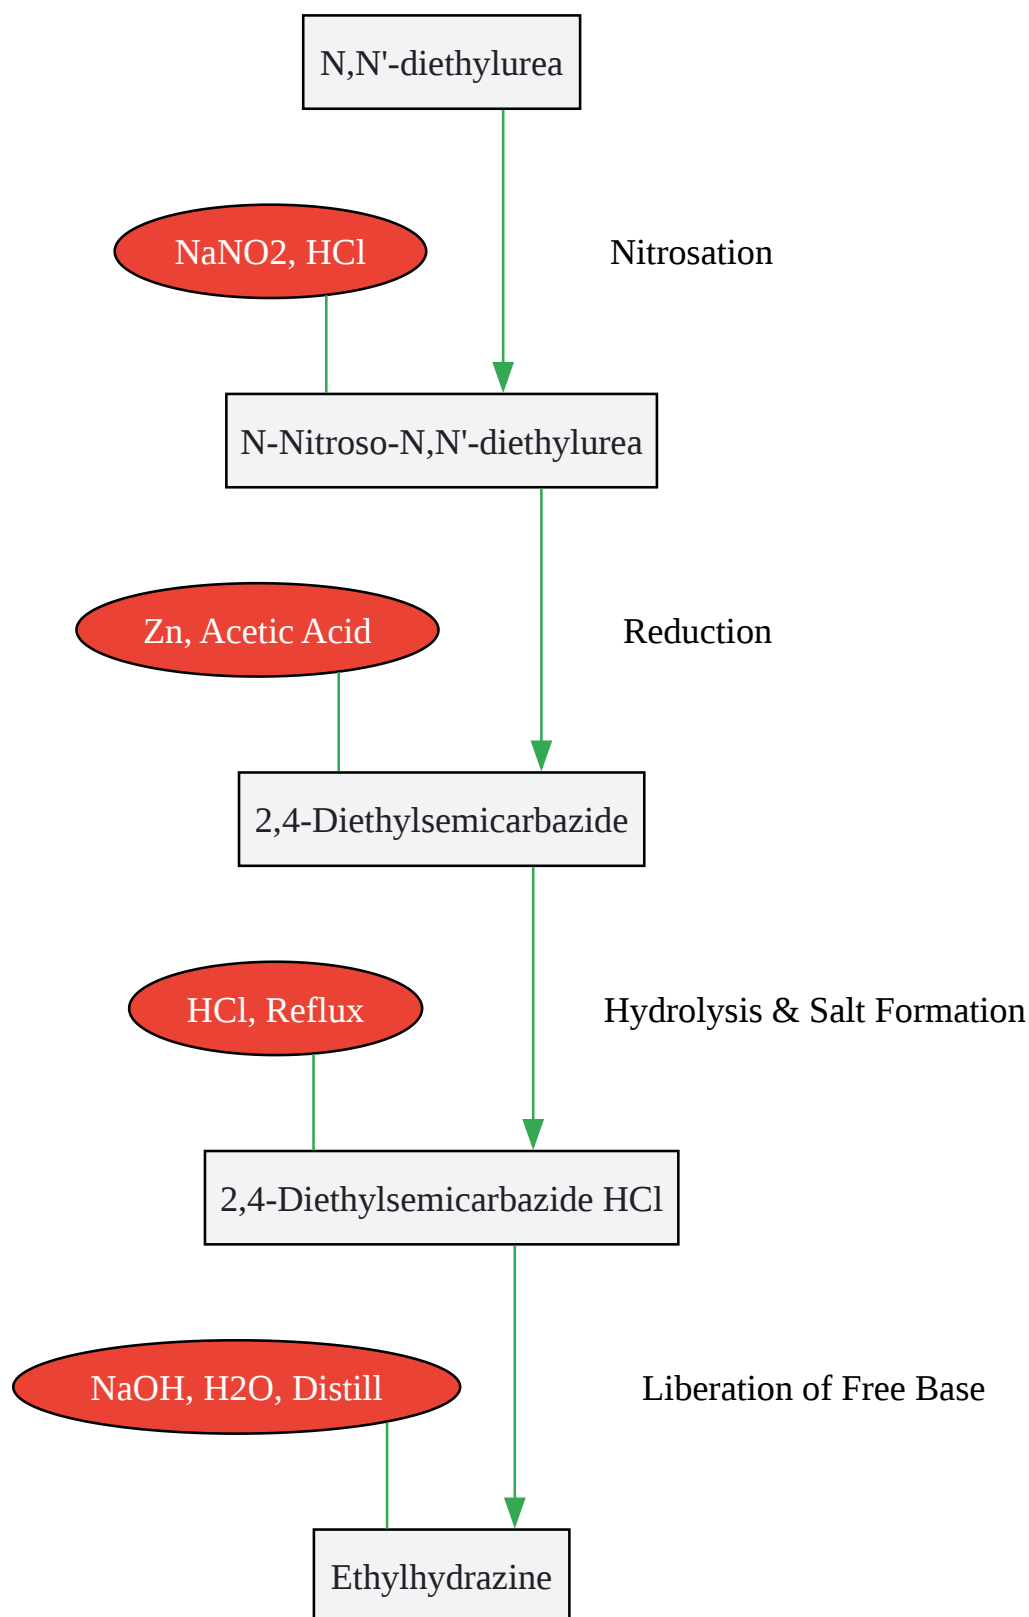 N,N'-diethylurea
NaNO2, HCl
Nitrosation
N-Nitroso-N,N'-diethylurea
Zn, Acetic Acid
Reduction
2,4-Diethylsemicarbazide
HCl, Reflux
Hydrolysis & Salt Formation
2,4-Diethylsemicarbazide HCl
NaOH, H2O, Distill
Liberation of Free Base
Ethylhydrazine